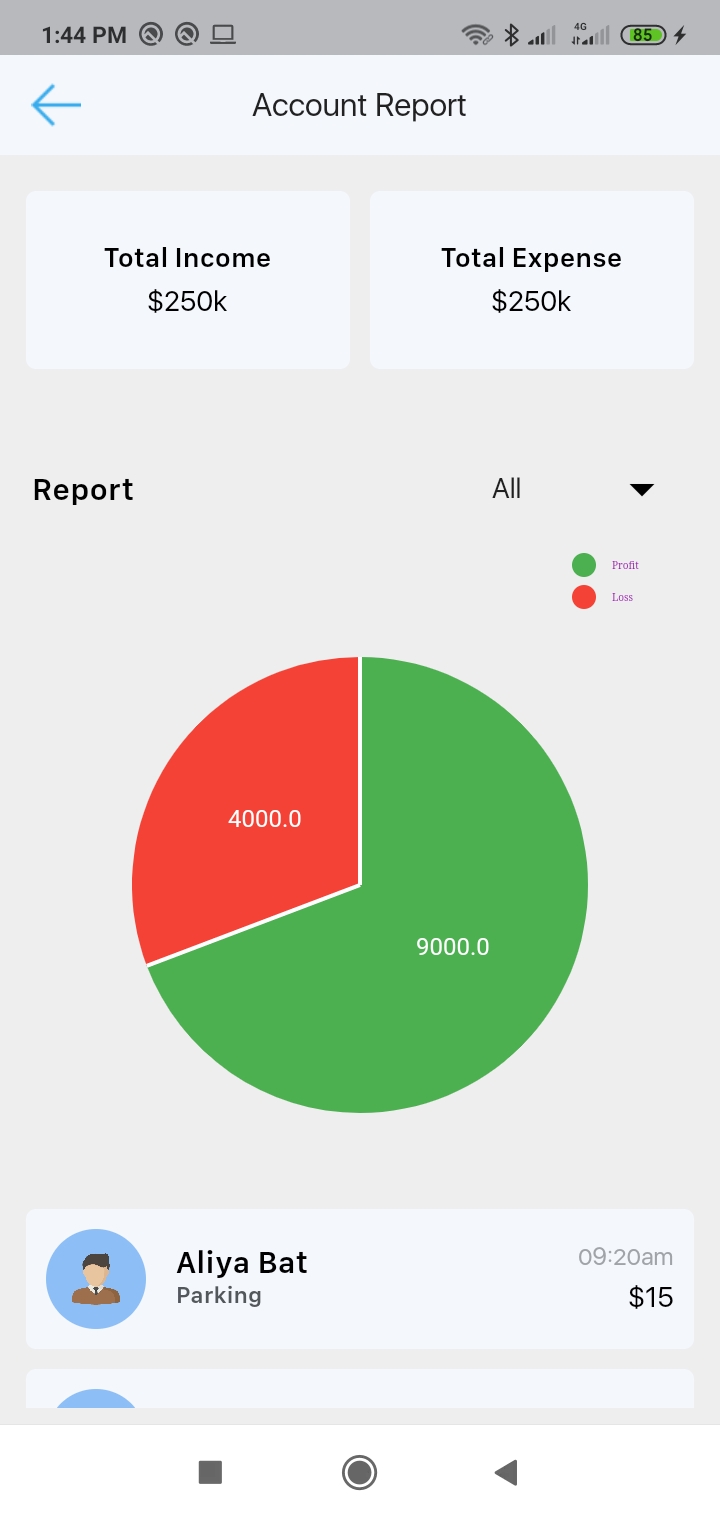 1:44 PM 4G 85
Account Report
Total Income
$250k
Total Expense
$250k
Report
All
Profit
Loss
4000.0
9000.0
Aliya Bat
Parking
09:20am
$15